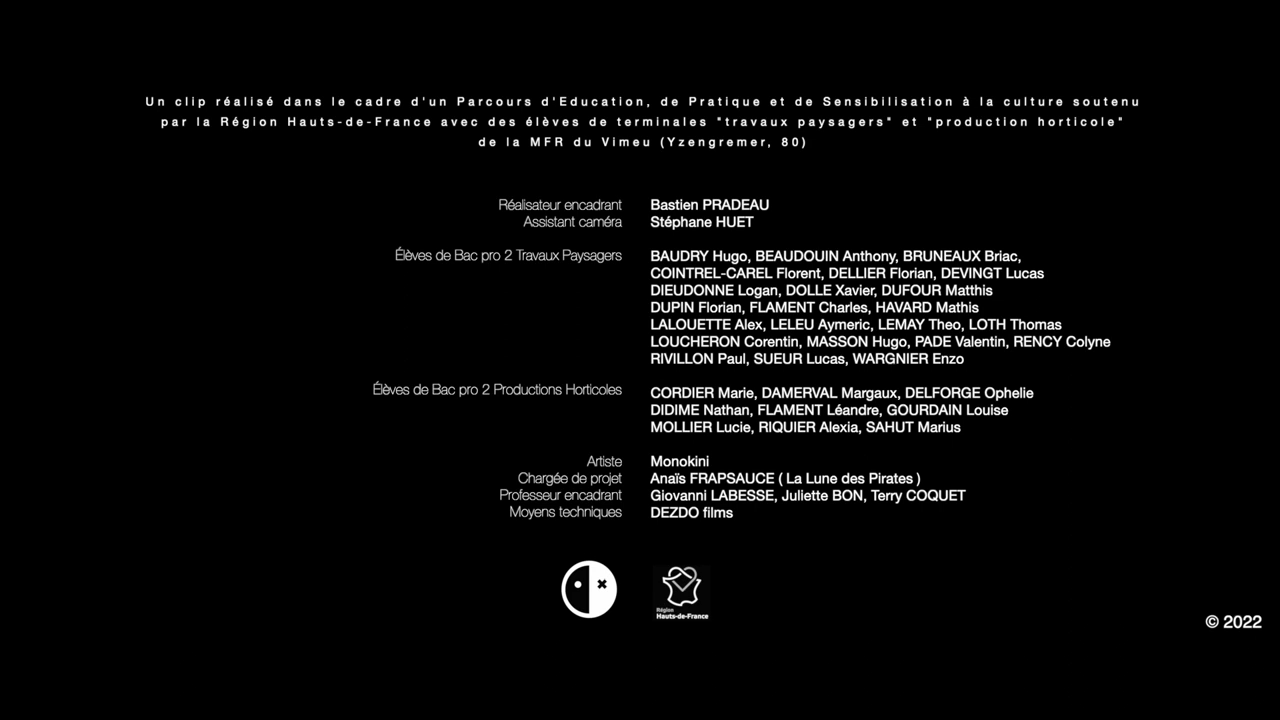 Un clip réalisé dans le cadre d'un Parcours d'Education, de Pratique et de Sensibilisation à la culture soutenu
par la Région Hauts-de-France avec des élèves de terminales "travaux paysagers" et "production horticole"
de la MFR du Vimeu (Yzengremer, 80)
Réalisateur encadrant Bastien PRADEAU
Assistant caméra Stéphane HUET
Élèves de Bac pro 2 Travaux Paysagers BAUDRY Hugo, BEAUDOUIN Anthony, BRUNEAUX Briac,
COINTREL-CAREL Florent, DELLIER Florian, DEVINGT Lucas
DIEUDONNE Logan, DOLLE Xavier, DUFOUR Matthis
DUPIN Florian, FLAMENT Charles, HAVARD Mathis
LALOUETTE Alex, LELEU Aymeric, LEMAY Theo, LOTH Thomas
LOUCHERON Corentin, MASSON Hugo, PADE Valentin, RENCY Colyne
RIVILLON Paul, SUEUR Lucas, WARGNIER Enzo
Élèves de Bac pro 2 Productions Horticoles CORDIER Marie, DAMERVAL Margaux, DELFORGE Ophelie
DIDIME Nathan, FLAMENT Léandre, GOURDAIN Louise
MOLLIER Lucie, RIQUIER Alexia, SAHUT Marius
Artiste Monokini
Chargée de projet Anaïs FRAPSAUCE ( La Lune des Pirates )
Professeur encadrant Giovanni LABESSE, Juliette BON, Terry COQUET
Moyens techniques DEZDO films
Région
Hauts-de-France
© 2022